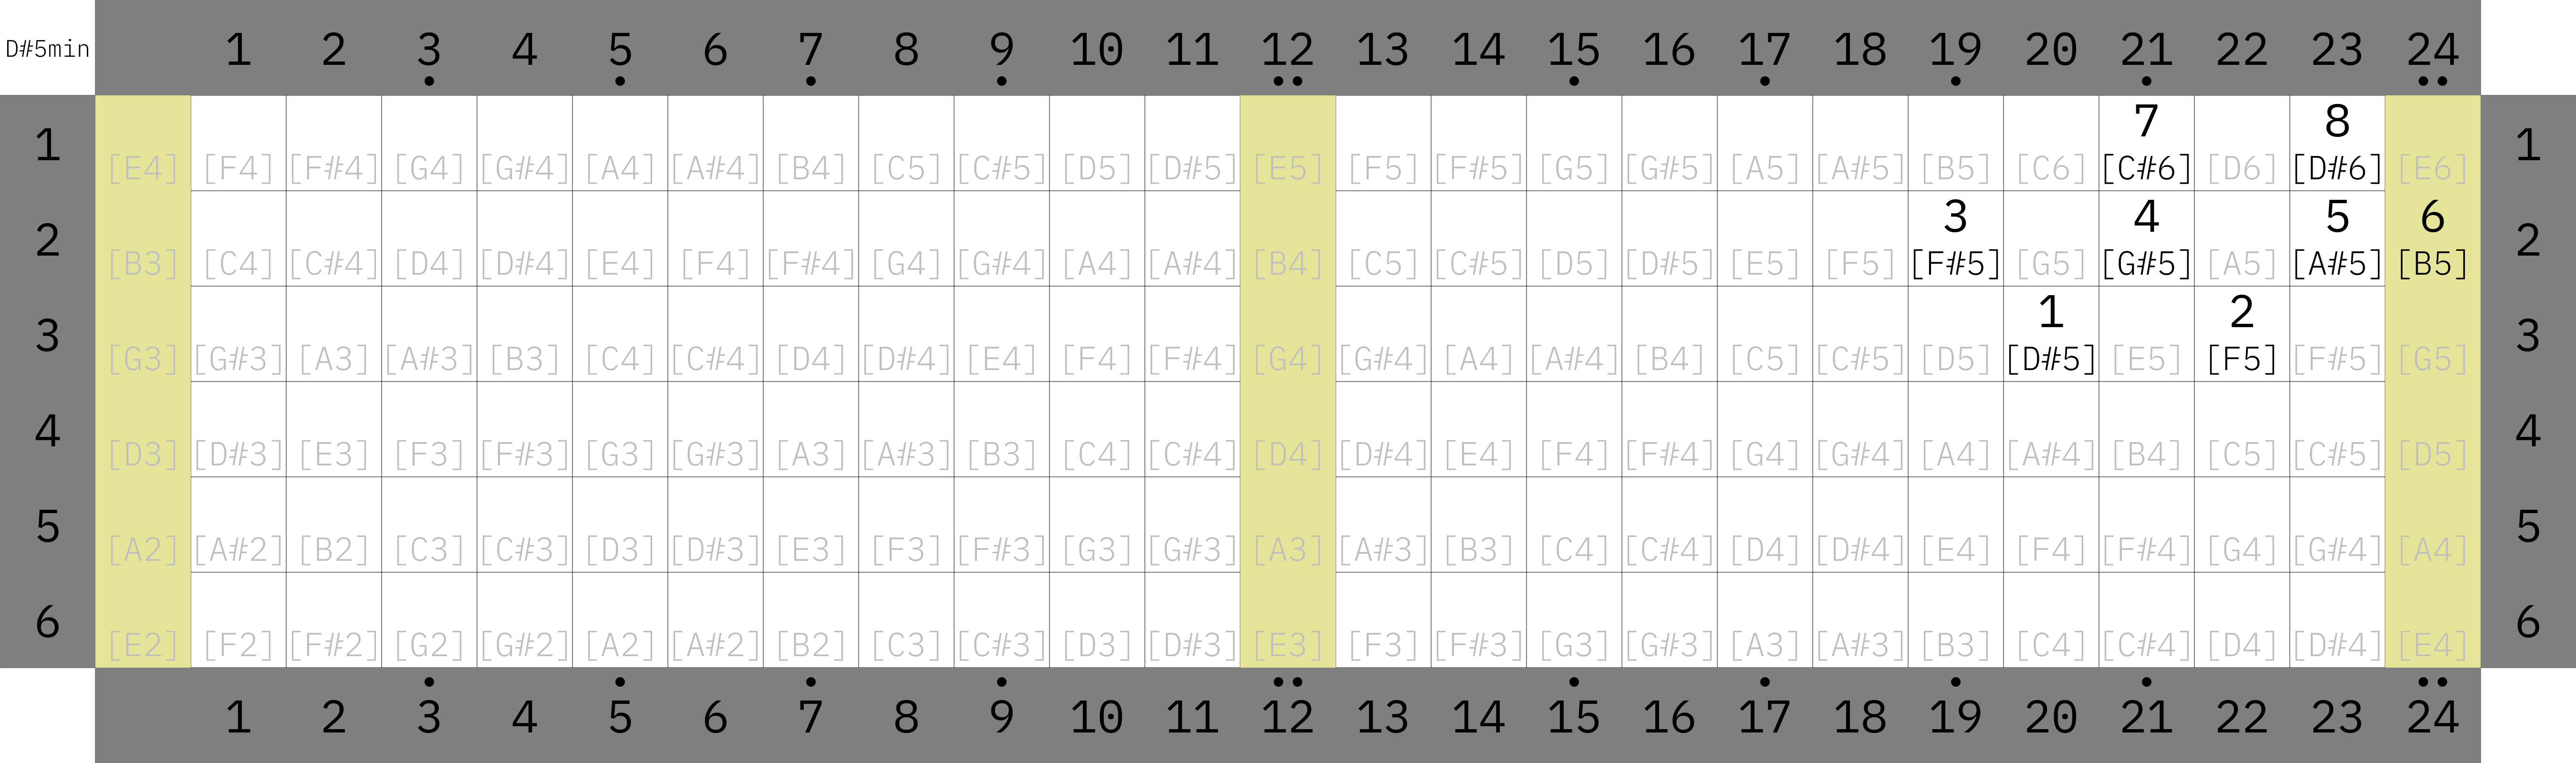 D#5min 1 2 3 4 5 6 7 8 9 10 11 12 13 14 15 16 17 18 19 20 21 22 23 24
7 8
1 [E4] [F4] [F#4] [G4] [G#4] [A4] [A#4] [B4] [C5] [C#5] [D5] [D#5] [E5] [F5] [F#5] [G5] [G#5] [A5] [A#5] [B5] [C6] [C#6] [D6] [D#6] [E6] 1
3 4 5 6
2 [B3] [C4] [C#4] [D4] [D#4] [E4] [F4] [F#4] [G4] [G#4] [A4] [A#4] [B4] [C5] [C#5] [D5] [D#5] [E5] [F5] [F#5] [G5] [G#5] [A5] [A#5] [B5] 2
1 2
3 [G3] [G#3] [A3] [A#3] [B3] [C4] [C#4] [D4] [D#4] [E4] [F4] [F#4] [G4] [G#4] [A4] [A#4] [B4] [C5] [C#5] [D5] [D#5] [E5] [F5] [F#5] [G5] 3
4 [D3] [D#3] [E3] [F3] [F#3] [G3] [G#3] [A3] [A#3] [B3] [C4] [C#4] [D4] [D#4] [E4] [F4] [F#4] [G4] [G#4] [A4] [A#4] [B4] [C5] [C#5] [D5] 4
5 [A2] [A#2] [B2] [C3] [C#3] [D3] [D#3] [E3] [F3] [F#3] [G3] [G#3] [A3] [A#3] [B3] [C4] [C#4] [D4] [D#4] [E4] [F4] [F#4] [G4] [G#4] [A4] 5
6 [E2] [F2] [F#2] [G2] [G#2] [A2] [A#2] [B2] [C3] [C#3] [D3] [D#3] [E3] [F3] [F#3] [G3] [G#3] [A3] [A#3] [B3] [C4] [C#4] [D4] [D#4] [E4] 6
1 2 3 4 5 6 7 8 9 10 11 12 13 14 15 16 17 18 19 20 21 22 23 24